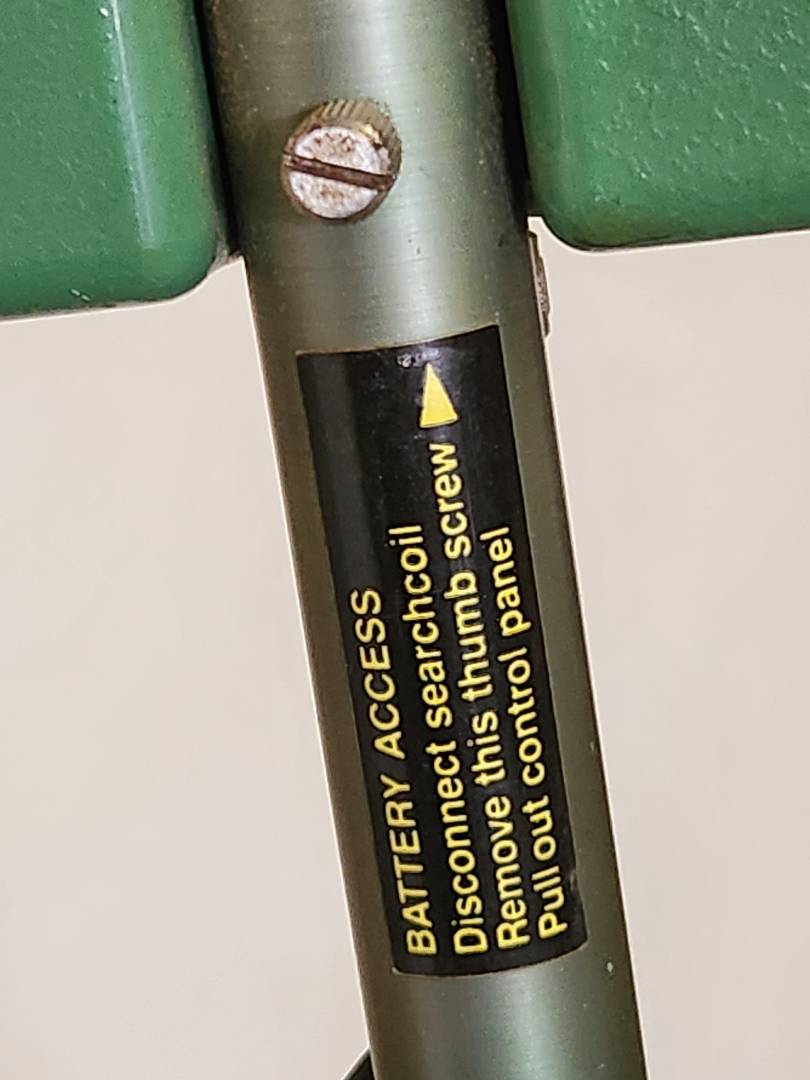 BATTERY ACCESS
Disconnect searchcoil
Remove this thumb screw
Pull out control panel